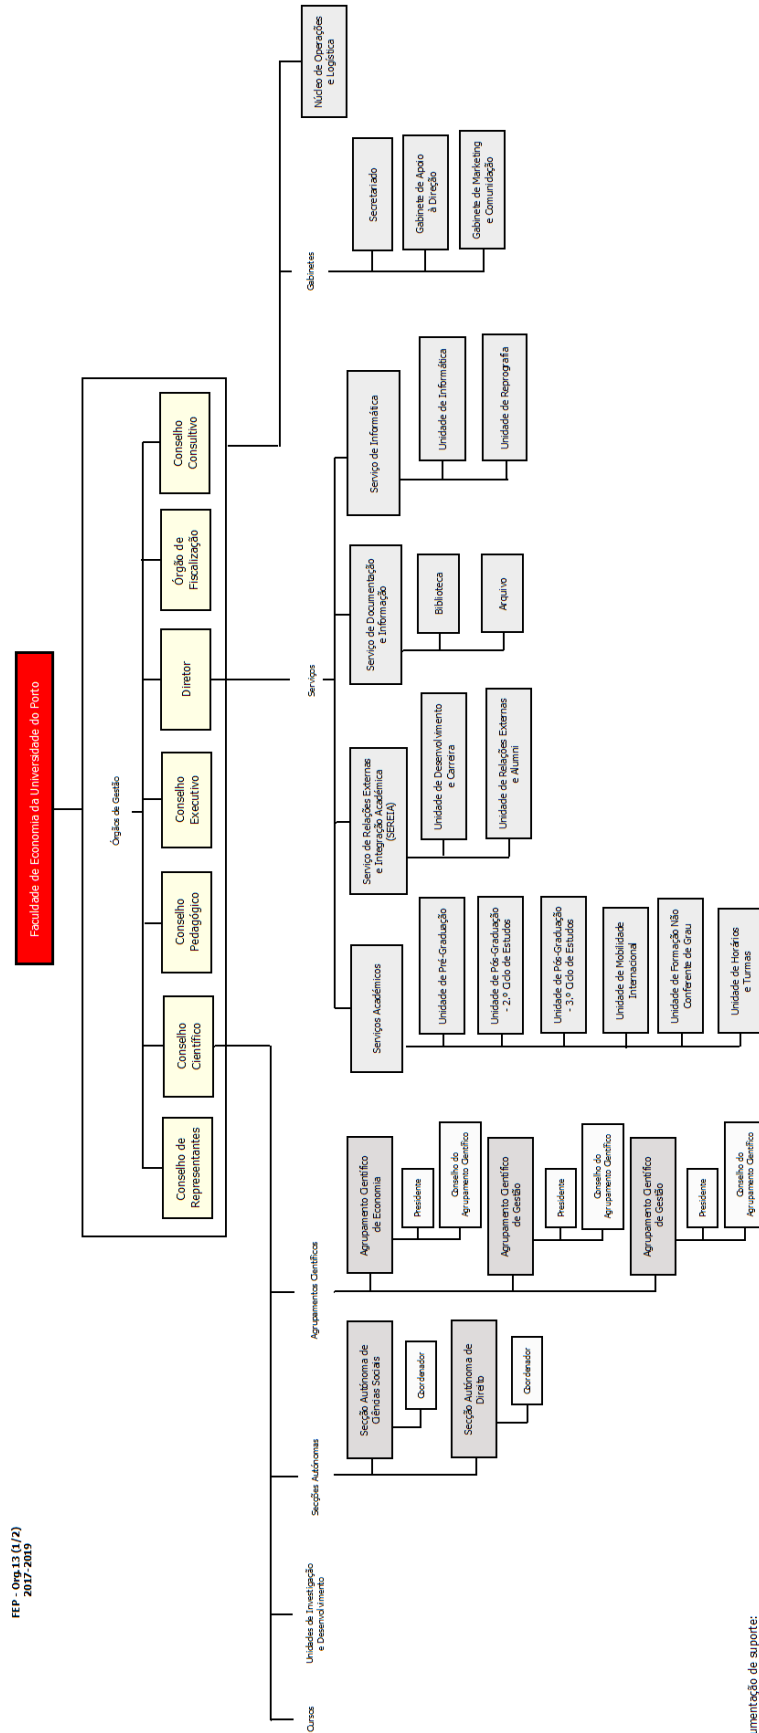 FEP - Org.13 (1/2)
2017-2019
Faculdade de Economia da Universidade do Porto
Órgãos de Gestão
Conselho de
Representantes
Conselho
Científico
Conselho
Pedagógico
Conselho
Executivo
Diretor
Órgão de
Fiscalização
Conselho
Consultivo
Cursos
Unidades de Investigação
e Desenvolvimento
Secções Autónomas
Agrupamentos Científicos
Serviços
Gabinetes
Núcleo de Operações
e Logística
Secção Autónoma de
Ciências Sociais
Coordenador
Secção Autónoma de
Direito
Coordenador
Agrupamento Científico
de Economia
Presidente
Conselho do
Agrupamento Científico
Agrupamento Científico
de Gestão
Presidente
Conselho do
Agrupamento Científico
Agrupamento Científico
de Gestão
Presidente
Conselho do
Agrupamento Científico
Serviços Académicos
Unidade de Pré-Graduação
Unidade de Pós-Graduação
- 2.º Ciclo de Estudos
Unidade de Pós-Graduação
- 3.º Ciclo de Estudos
Unidade de Mobilidade
Internacional
Unidade de Formação Não
Conferente de Grau
Unidade de Horários
e Turmas
Serviço de Relações Externas
e Integração Académica
(SEREIA)
Unidade de Desenvolvimento
e Carreira
Unidade de Relações Externas
e Alumni
Serviço de Documentação
e Informação
Biblioteca
Arquivo
Serviço de Informática
Unidade de Informática
Unidade de Reprografia
Secretariado
Gabinete de Apoio
à Direção
Gabinete de Marketing
e Comunidação
umentação de suporte: